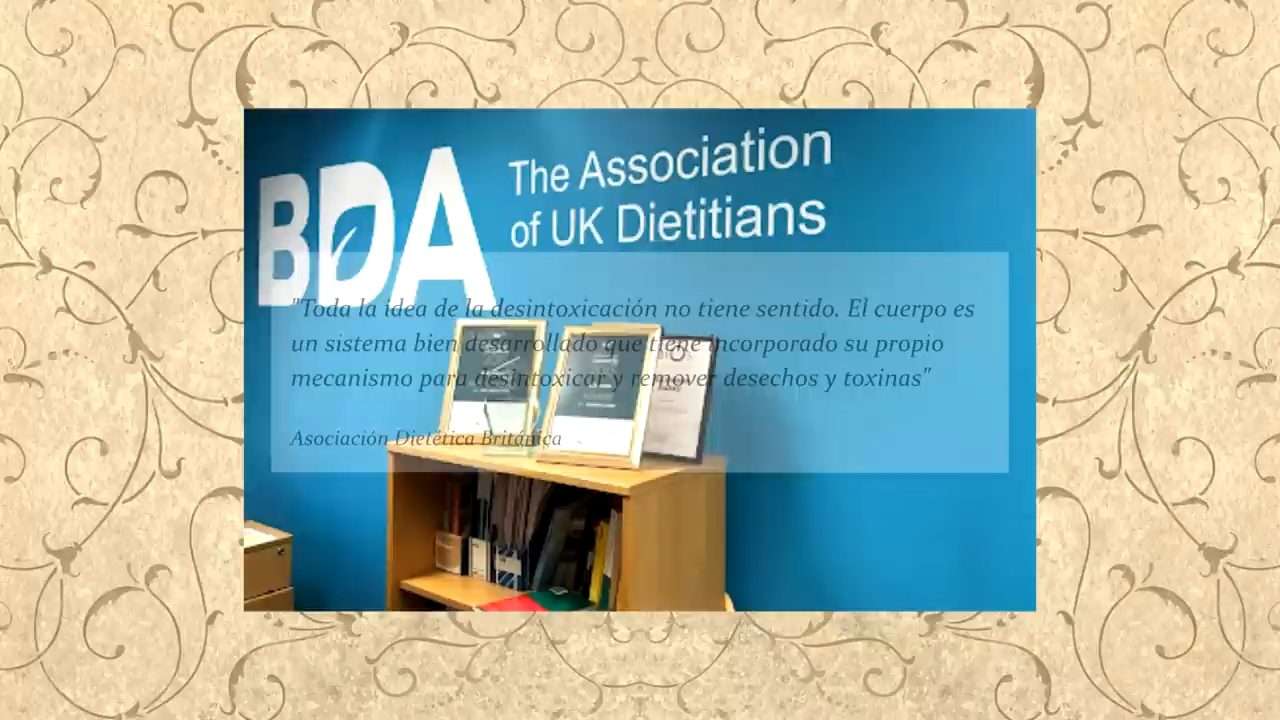 BDA
The Association
of UK Dietitians
"Toda la idea de la desintoxicación no tiene sentido. El cuerpo es
un sistema bien desarrollado que tiene incorporado su propio
mecanismo para desintoxicar y remover desechos y toxinas"
Asociación Dietética Británica